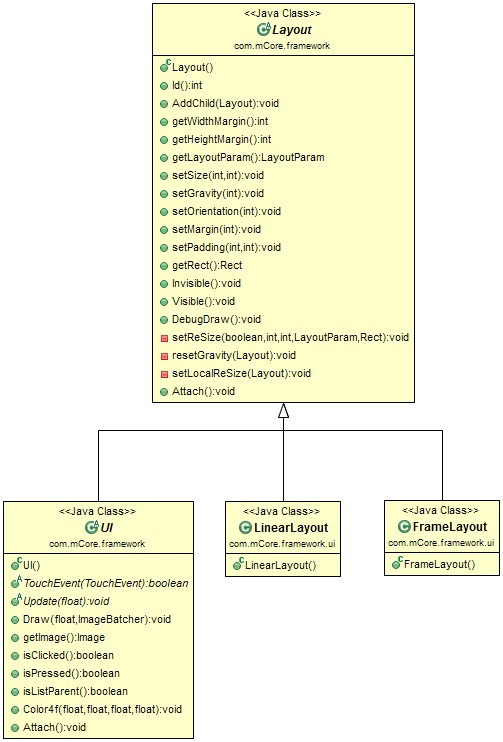 <<Java Class>>
Layout
com.mCore.framework
Layout()
Id():int
AddChild(Layout):void
getWidthMargin():int
getHeightMargin():int
getLayoutParam():LayoutParam
setSize(int,int):void
setGravity(int):void
setOrientation(int):void
setMargin(int):void
setPadding(int,int):void
getRect():Rect
Invisible():void
Visible():void
DebugDraw():void
setReSize(boolean,int,int,LayoutParam,Rect):void
resetGravity(Layout):void
setLocalReSize(Layout):void
Attach():void
<<Java Class>>
UI
com.mCore.framework
UI()
TouchEvent(TouchEvent):boolean
Update(float):void
Draw(float,ImageBatcher):void
getImage():Image
isClicked():boolean
isPressed():boolean
isListParent():boolean
Color4f(float,float,float,float):void
Attach():void
<<Java Class>>
LinearLayout
com.mCore.framework.ui
LinearLayout()
<<Java Class>>
FrameLayout
com.mCore.framework.ui
FrameLayout()